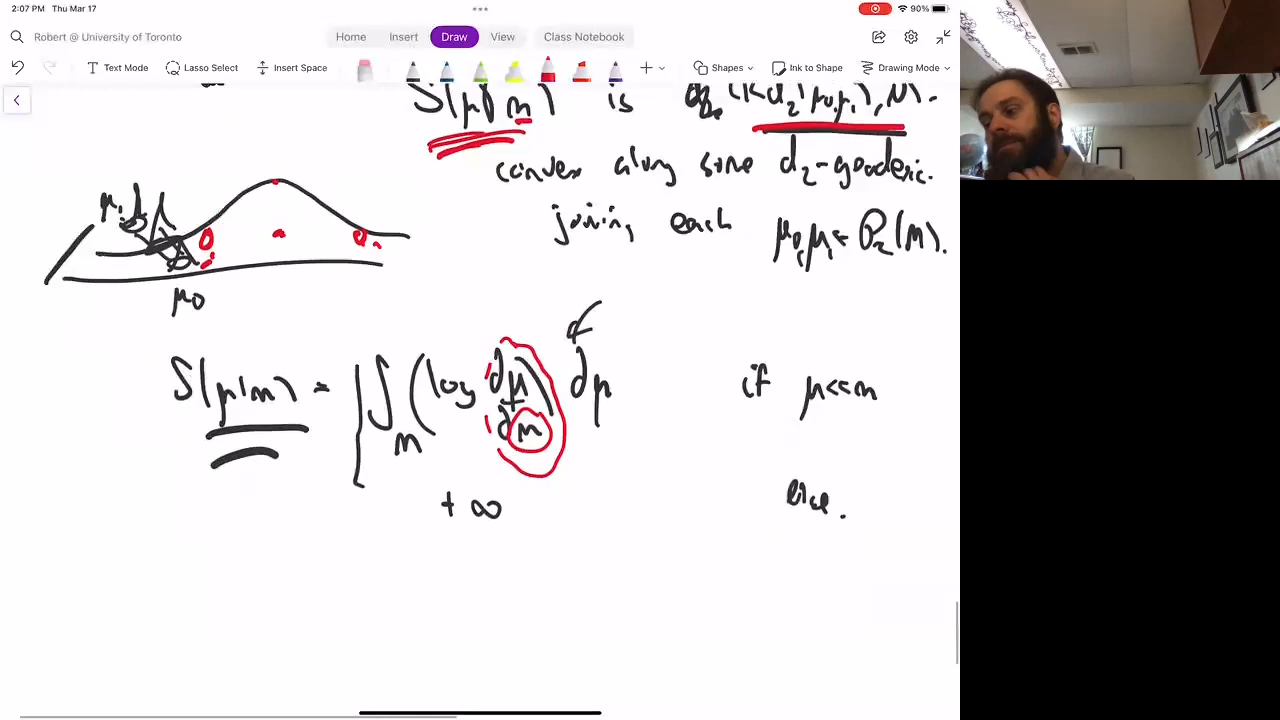 2:07 PM Thu Mar 17
90%
Robert @ University of Toronto
Home Insert Draw View Class Notebook
Text Mode Lasso Select Insert Space Shapes Ink to Shape Drawing Mode
S(μ|m) is
convex along some d₂-geodesic.
joining each μ₀,μ₁ ∈ P₂(M).
μ₁
μ₀
S(μ|m) = ∫_M (log dμ/dm) dμ if μ<<m
+∞ else.